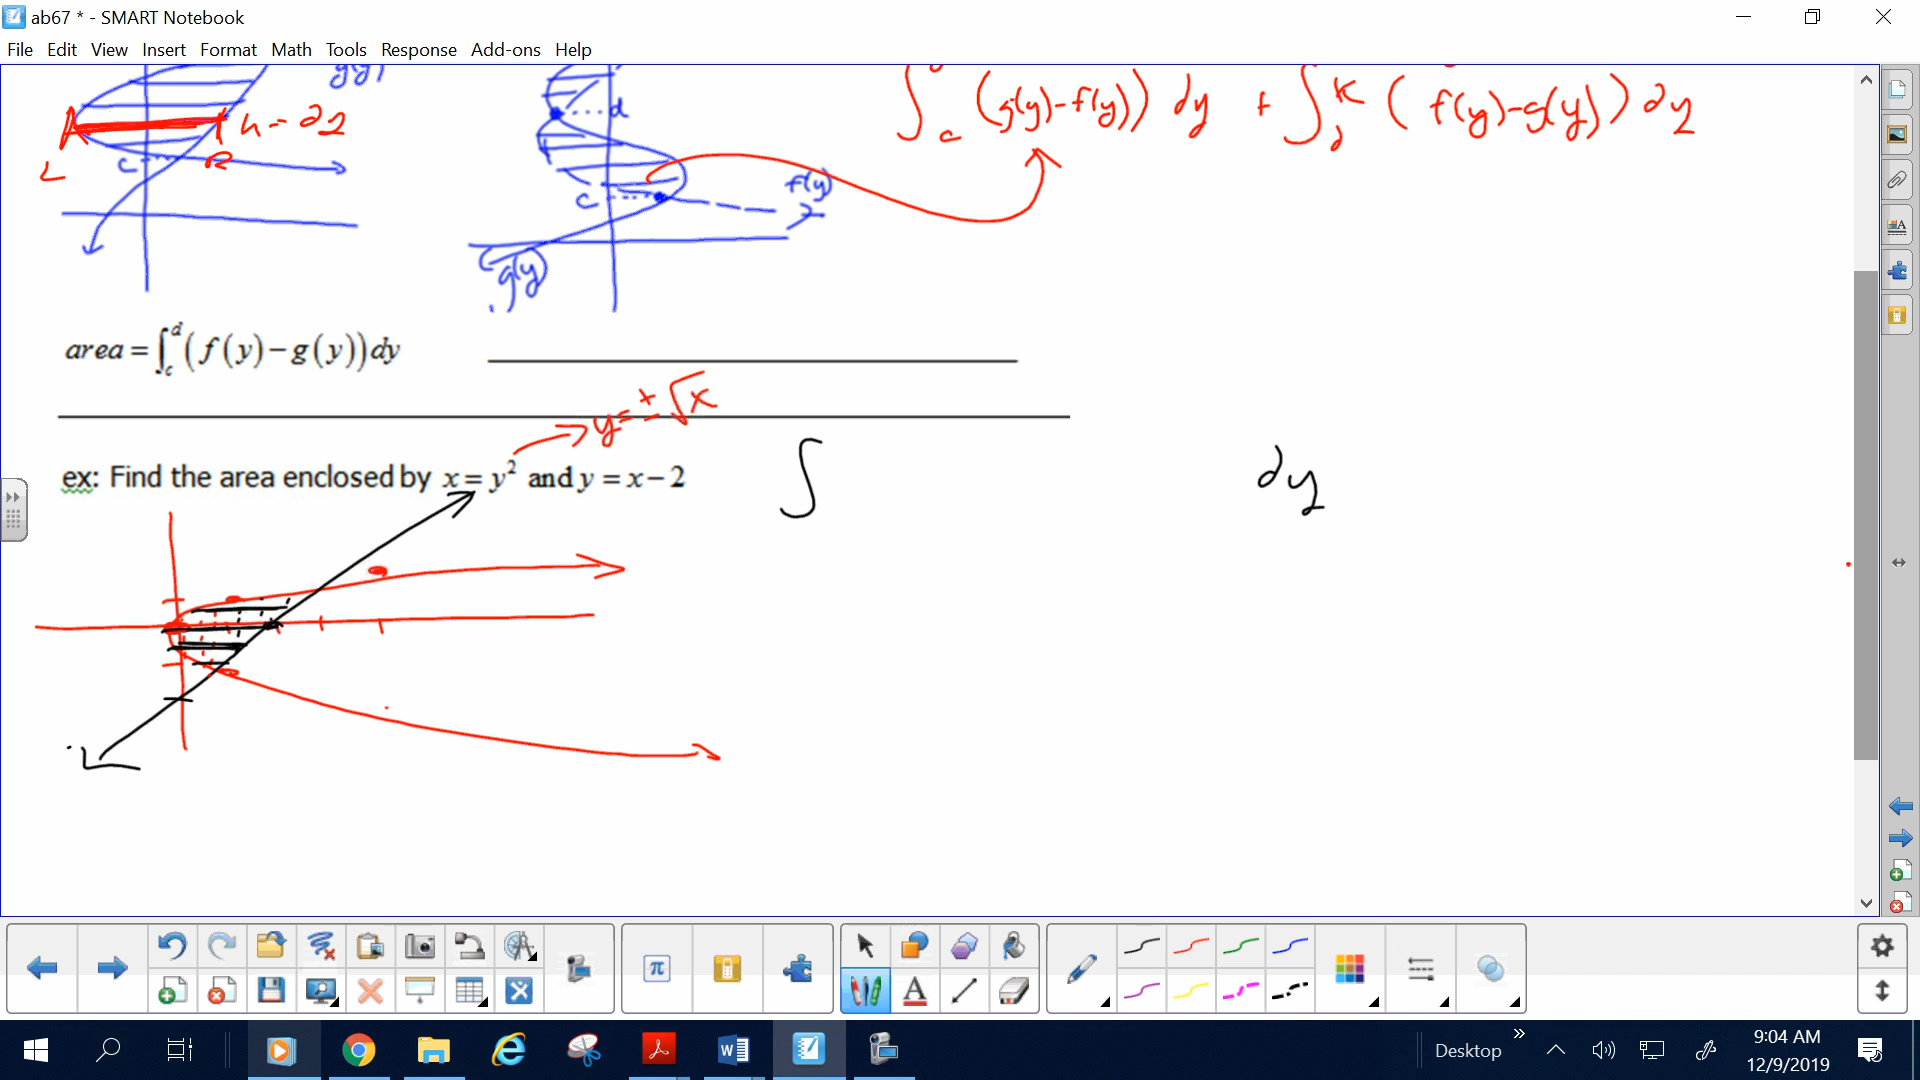 ab67 * - SMART Notebook
File Edit View Insert Format Math Tools Response Add-ons Help
g(y)
d
∫ c (g(y)-f(y)) dy + ∫ d k (f(y)-g(y)) dy
L
R
c
c
f(y)
g(y)
area = ∫ c d (f(y)-g(y))dy
y = ± √x
ex: Find the area enclosed by x = y² and y = x − 2
∫ dy
π
A
Desktop
9:04 AM
12/9/2019